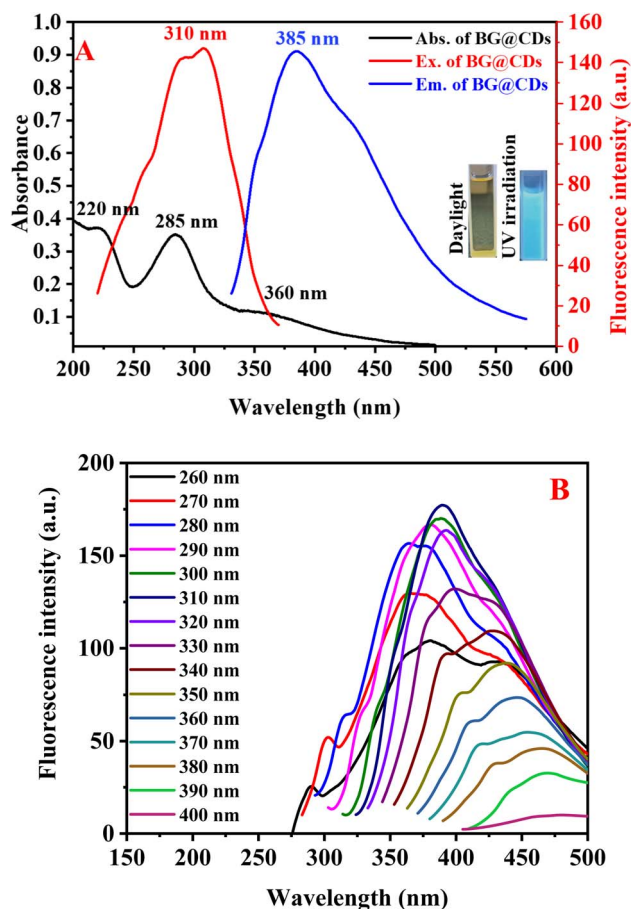 A
310 nm
385 nm
Abs. of BG@CDs
Ex. of BG@CDs
Em. of BG@CDs
220 nm
285 nm
360 nm
Daylight
UV irradiation
Absorbance
1.0
0.9
0.8
0.7
0.6
0.5
0.4
0.3
0.2
0.1
Fluorescence intensity (a.u.)
160
140
120
100
80
60
40
20
0
200 250 300 350 400 450 500 550 600
Wavelength (nm)
B
260 nm
270 nm
280 nm
290 nm
300 nm
310 nm
320 nm
330 nm
340 nm
350 nm
360 nm
370 nm
380 nm
390 nm
400 nm
Fluorescence intensity (a.u.)
200
150
100
50
0
150 200 250 300 350 400 450 500
Wavelength (nm)